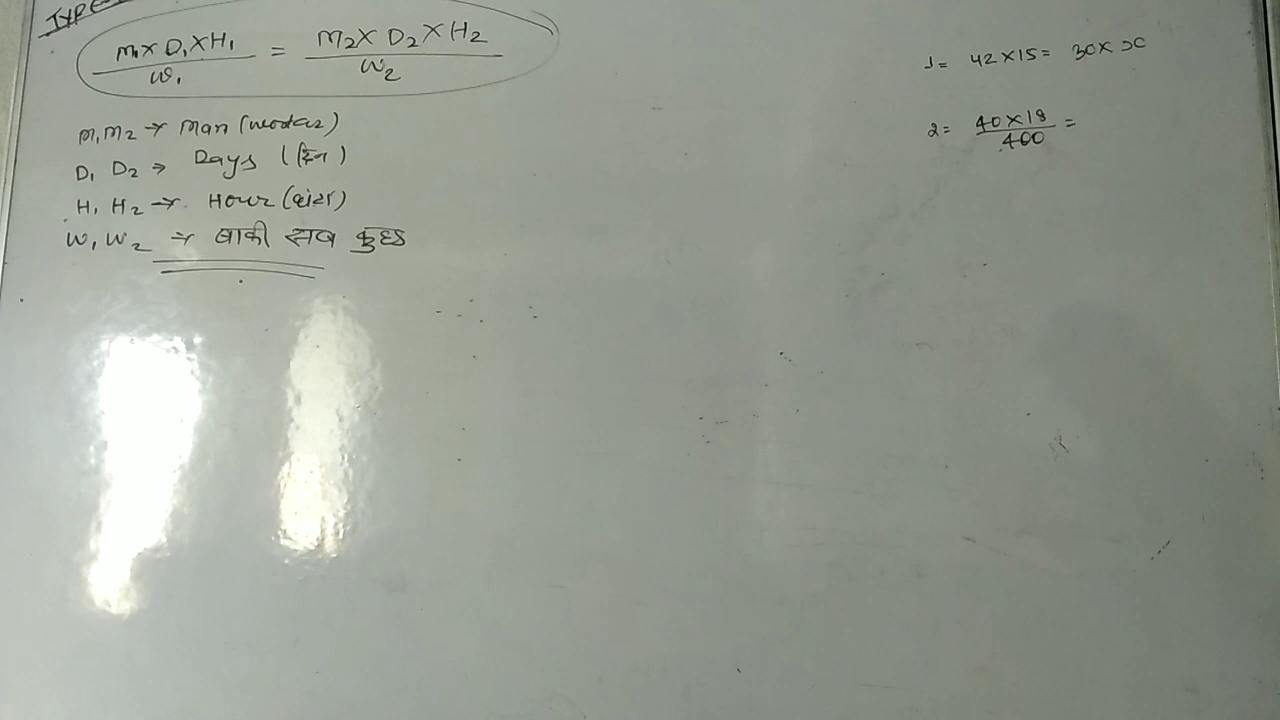 TYPE
M₁ × D₁ × H₁ / W₁ = M₂ × D₂ × H₂ / W₂
M₁ M₂ → Man (worker)
D₁ D₂ → Days (दिन)
H₁ H₂ → Hour (घंटा)
W₁ W₂ → बाकी सब कुछ
1= 42×15= 30× x
2= 40×18 / 400 =